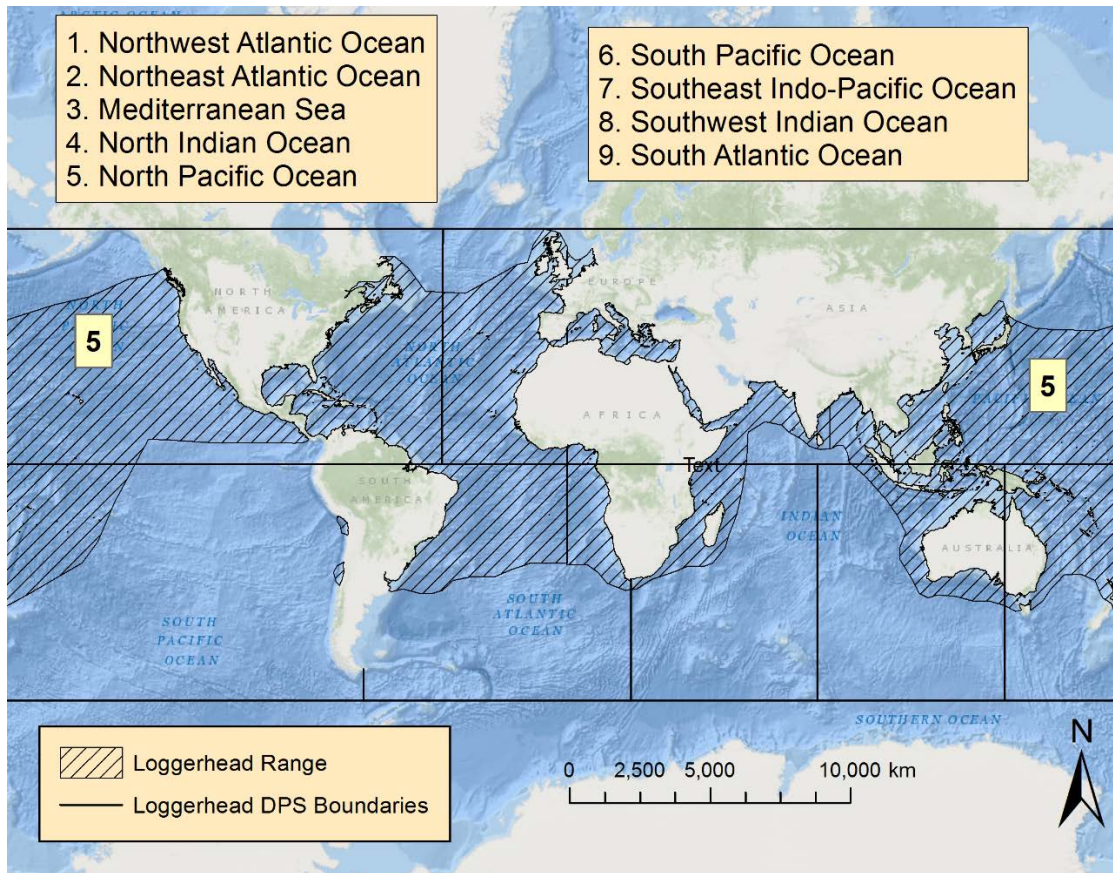 ARCTIC OCEAN
1. Northwest Atlantic Ocean
2. Northeast Atlantic Ocean
3. Mediterranean Sea
4. North Indian Ocean
5. North Pacific Ocean
6. South Pacific Ocean
7. Southeast Indo-Pacific Ocean
8. Southwest Indian Ocean
9. South Atlantic Ocean
NORTH
AMERICA
EUROPE
ASIA
NORTH
5
NORTH
ATLANTIC
OCEAN
AFRICA
5
Text
SOUTH
AMERICA
INDIAN
OCEAN
AUSTRALIA
SOUTH
PACIFIC
OCEAN
SOUTH
ATLANTIC
OCEAN
SOUTHERN OCEAN
Loggerhead Range
Loggerhead DPS Boundaries
0 2,500 5,000 10,000 km
N